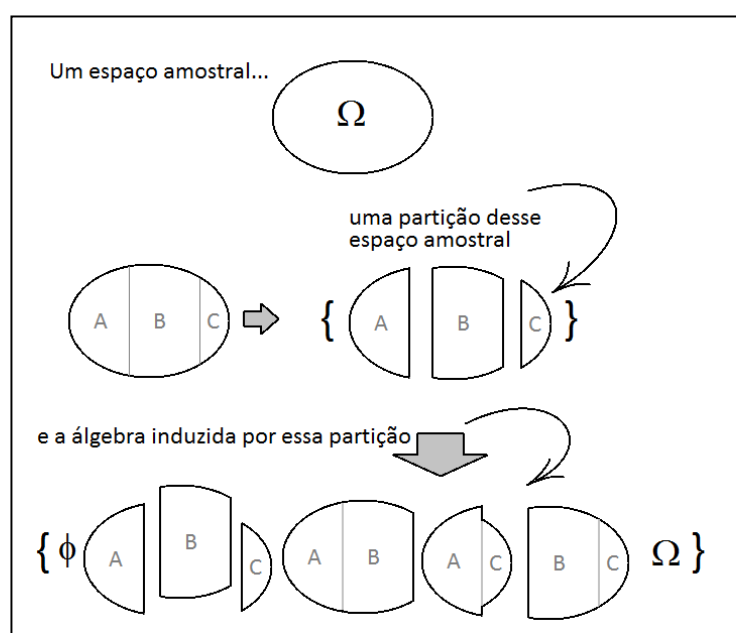 Um espaço amostral...
Ω
uma partição desse
espaço amostral
A B C
{ A B C }
e a álgebra induzida por essa partição
{ ϕ A B C A B A C B C Ω }